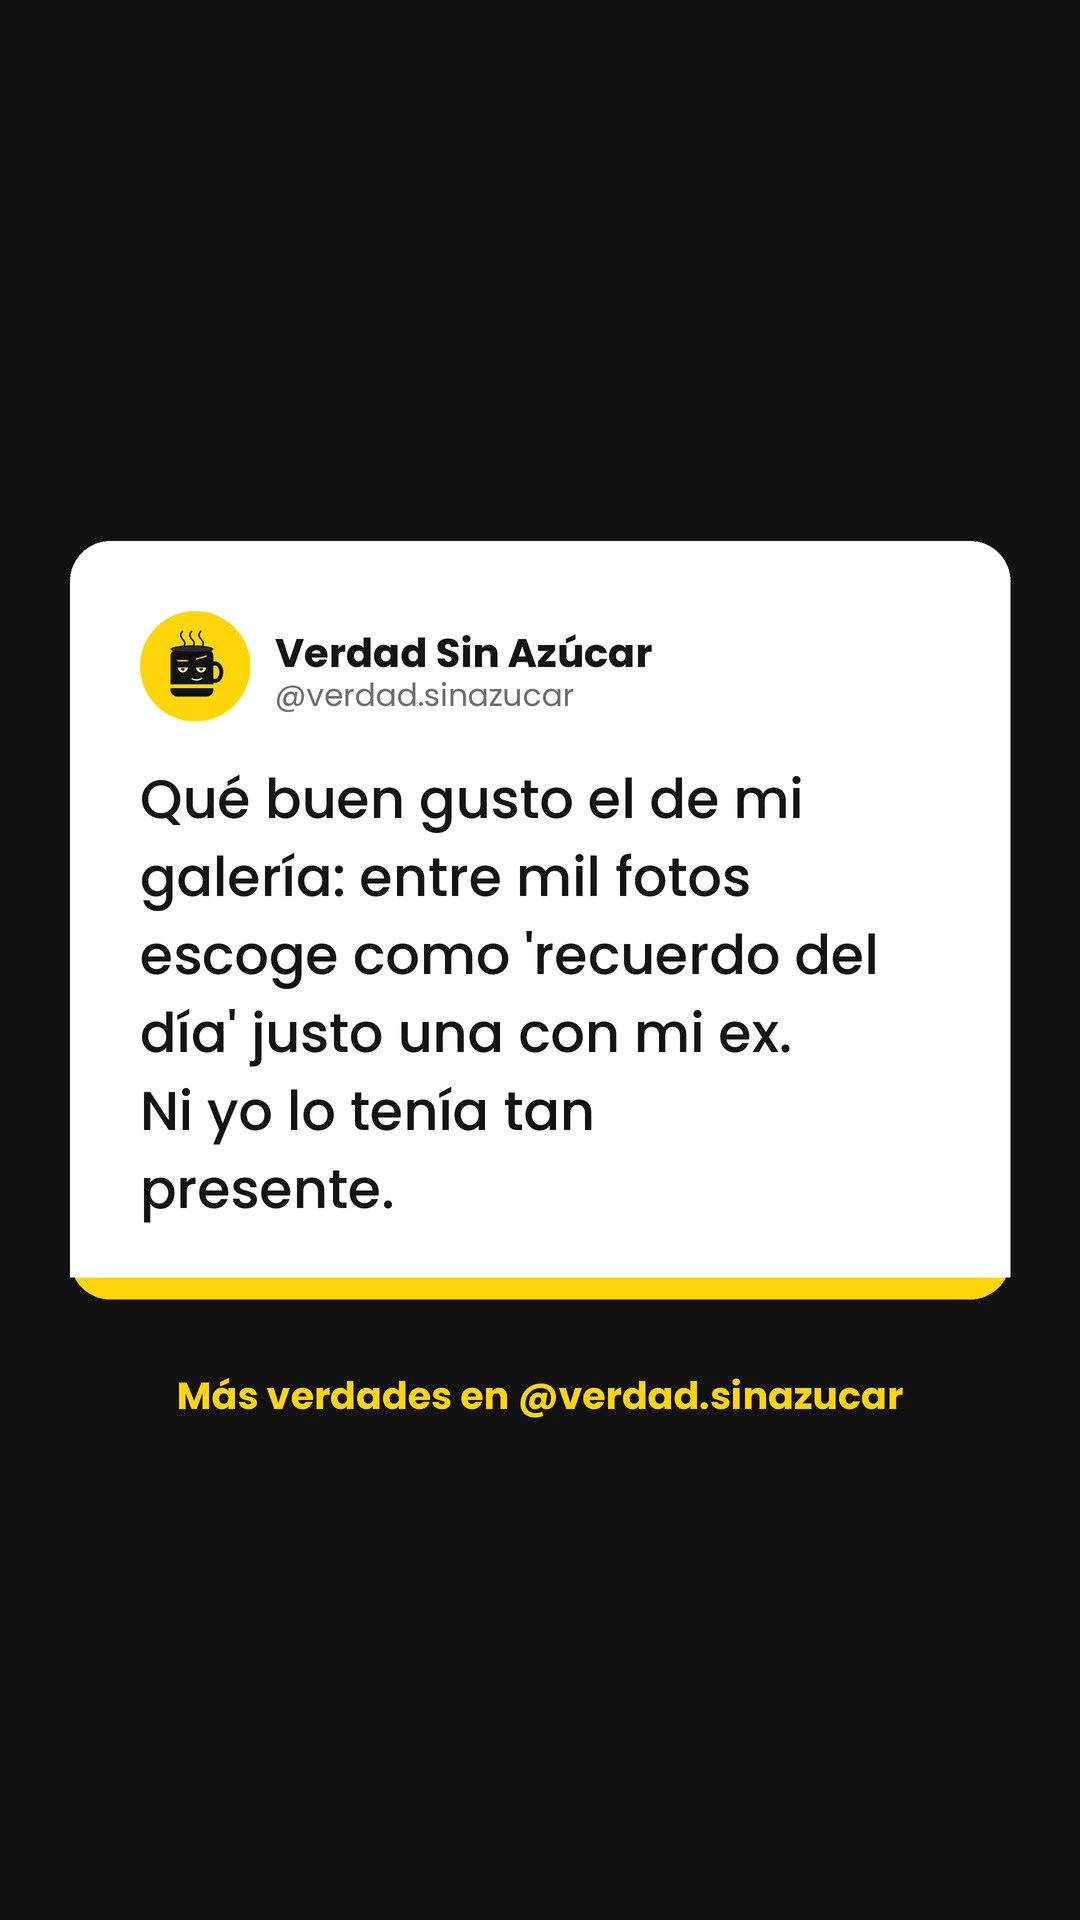 Verdad Sin Azúcar
@verdad.sinazucar
Qué buen gusto el de mi
galería: entre mil fotos
escoge como 'recuerdo del
día' justo una con mi ex.
Ni yo lo tenía tan
presente.
Más verdades en @verdad.sinazucar